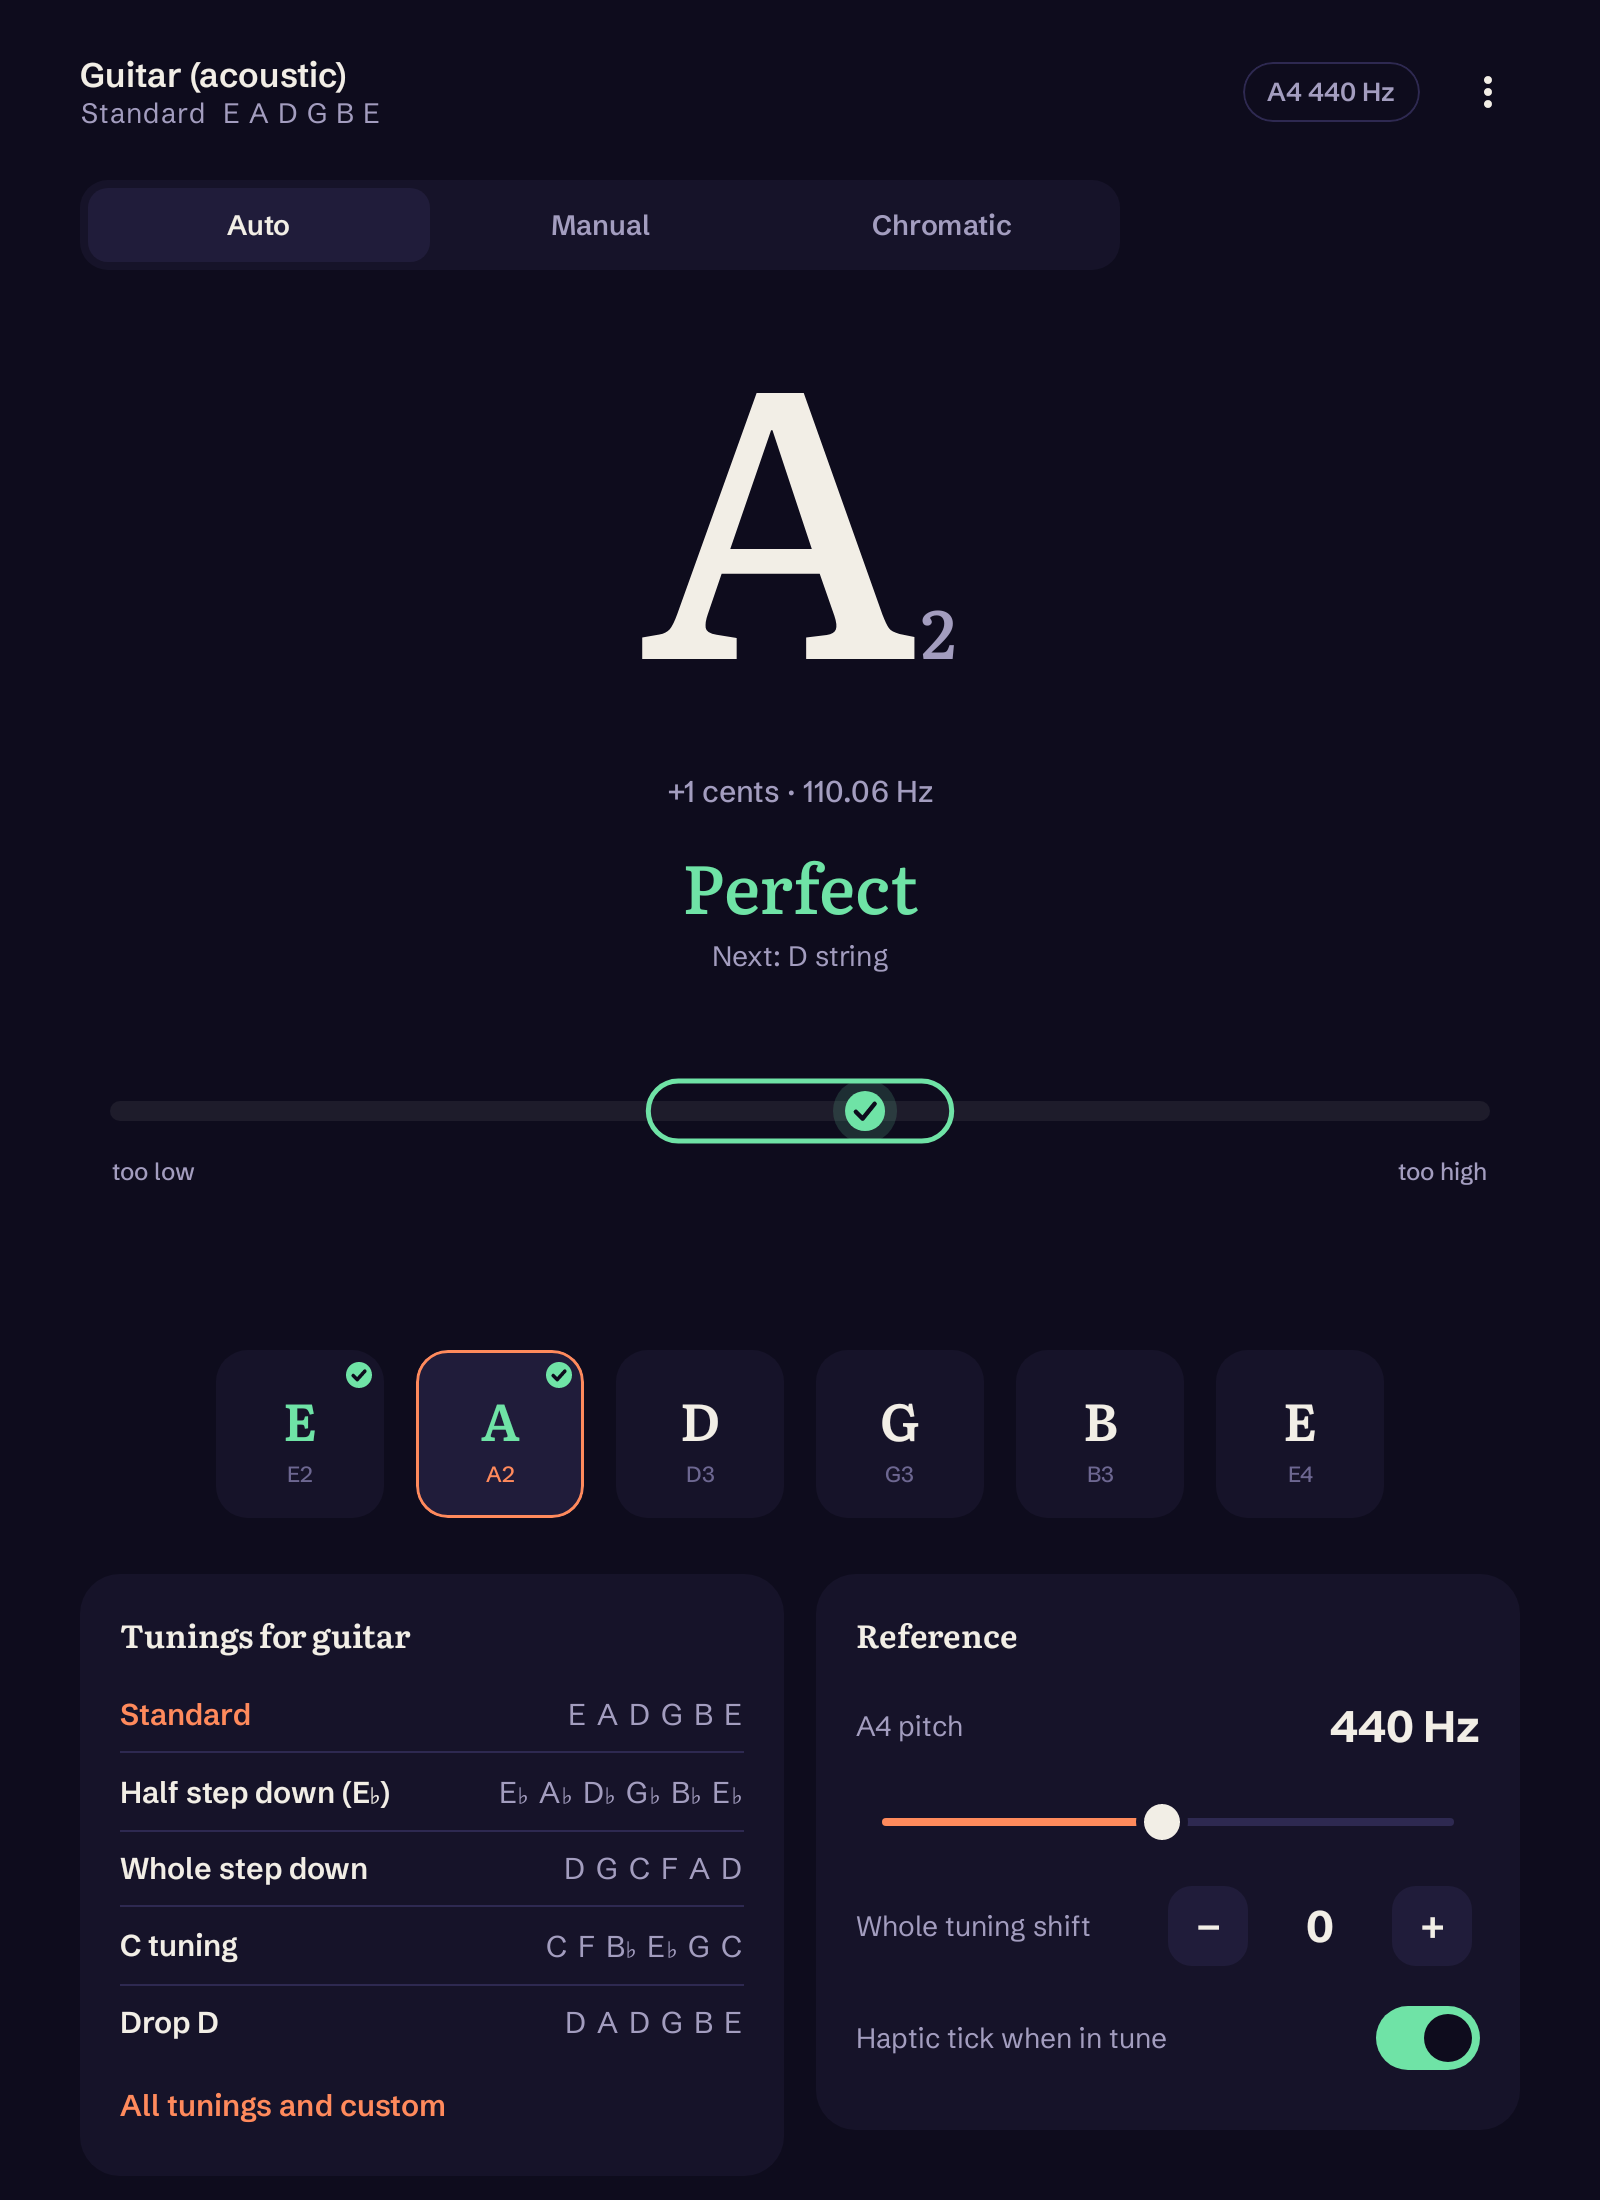 Guitar (acoustic)
Standard E A D G B E
A4 440 Hz
Auto Manual Chromatic
A2
+1 cents · 110.06 Hz
Perfect
Next: D string
too low too high
E A D G B E
E2 A2 D3 G3 B3 E4
Tunings for guitar
Standard E A D G B E
Half step down (E♭) E♭ A♭ D♭ G♭ B♭ E♭
Whole step down D G C F A D
C tuning C F B♭ E♭ G C
Drop D D A D G B E
All tunings and custom
Reference
A4 pitch 440 Hz
Whole tuning shift − 0 +
Haptic tick when in tune